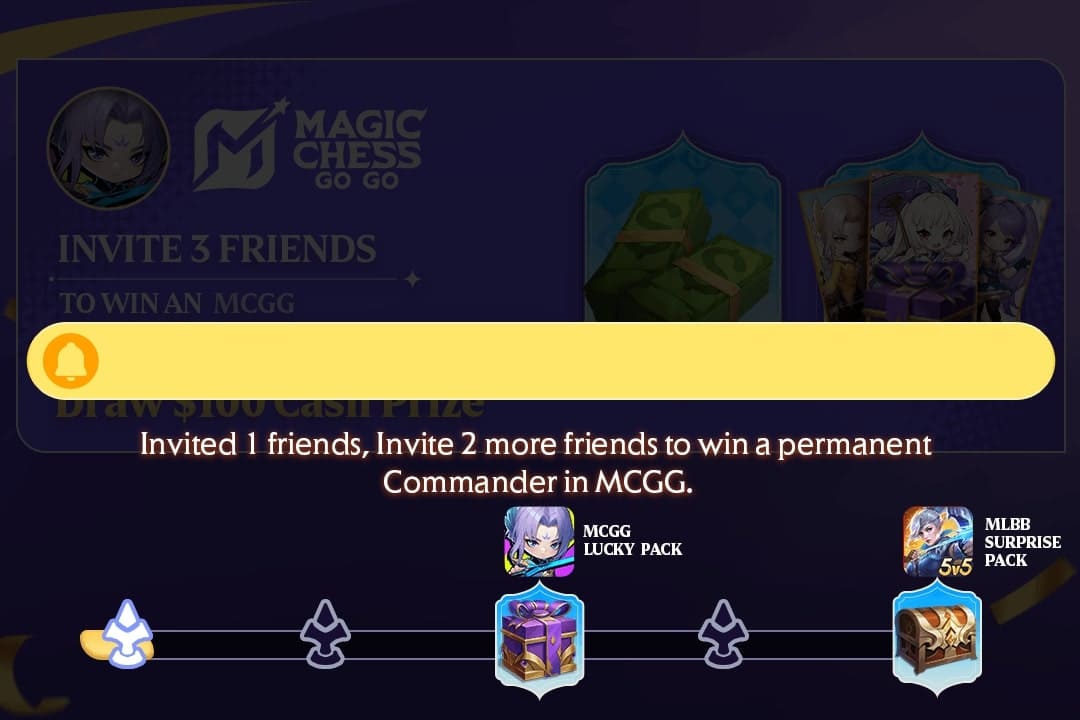 MAGIC
CHESS
GO GO
INVITE 3 FRIENDS
TO WIN AN MCGG
Draw $100 Cash Prize
Invited 1 friends, Invite 2 more friends to win a permanent
Commander in MCGG.
MCGG
LUCKY PACK
MLBB
SURPRISE
PACK
5v5